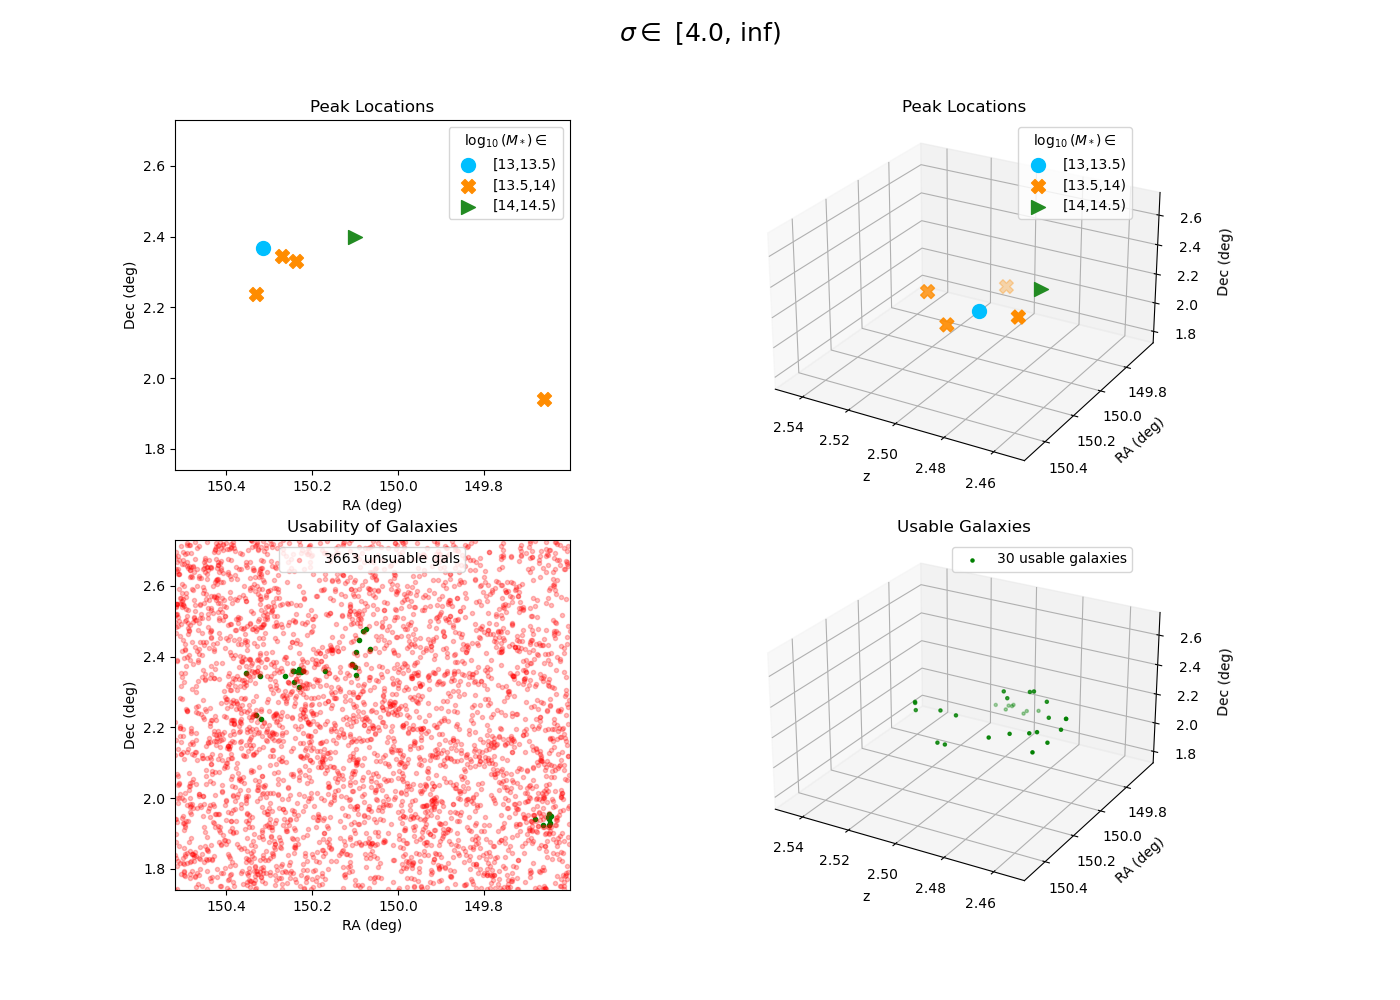 σ ∈ [4.0, inf)
Peak Locations
log₁₀(M*) ∈
[13,13.5)
[13.5,14)
[14,14.5)
2.6
2.4
2.2
2.0
1.8
Dec (deg)
150.4 150.2 150.0 149.8
RA (deg)
Peak Locations
log₁₀(M*) ∈
[13,13.5)
[13.5,14)
[14,14.5)
2.6
2.4
2.2
2.0
1.8
Dec (deg)
149.8
150.0
150.2
150.4
RA (deg)
2.54
2.52
2.50
2.48
2.46
z
Usability of Galaxies
3663 unsuable gals
2.6
2.4
2.2
2.0
1.8
Dec (deg)
150.4 150.2 150.0 149.8
RA (deg)
Usable Galaxies
30 usable galaxies
2.6
2.4
2.2
2.0
1.8
Dec (deg)
149.8
150.0
150.2
150.4
RA (deg)
2.54
2.52
2.50
2.48
2.46
z